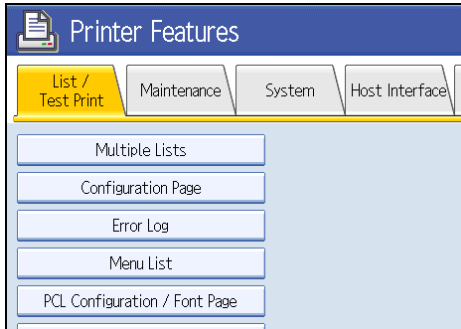 Printer Features
List /
Test Print
Maintenance
System
Host Interface
Multiple Lists
Configuration Page
Error Log
Menu List
PCL Configuration / Font Page